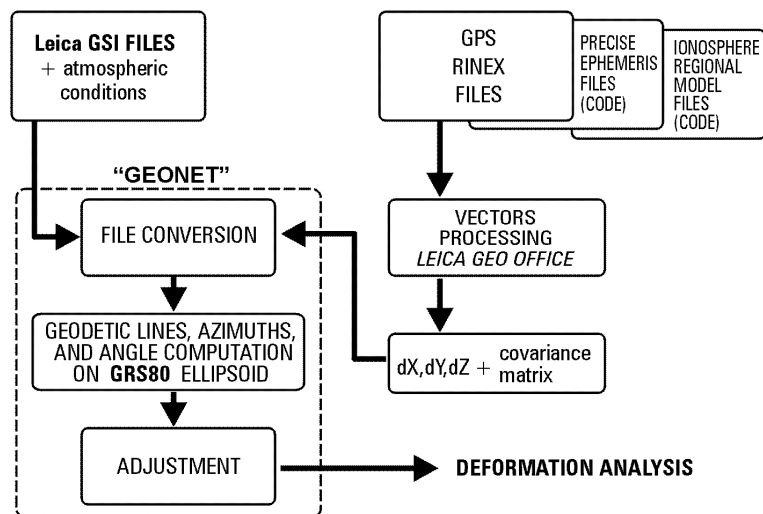 Leica GSI FILES
+ atmospheric
conditions
GPS
RINEX
FILES
PRECISE
EPHEMERIS
FILES
(CODE)
IONOSPHERE
REGIONAL
MODEL
FILES
(CODE)
“GEONET”
FILE CONVERSION
VECTORS
PROCESSING
LEICA GEO OFFICE
GEODETIC LINES, AZIMUTHS,
AND ANGLE COMPUTATION
ON GRS80 ELLIPSOID
dX,dY,dZ + covariance
matrix
ADJUSTMENT
DEFORMATION ANALYSIS